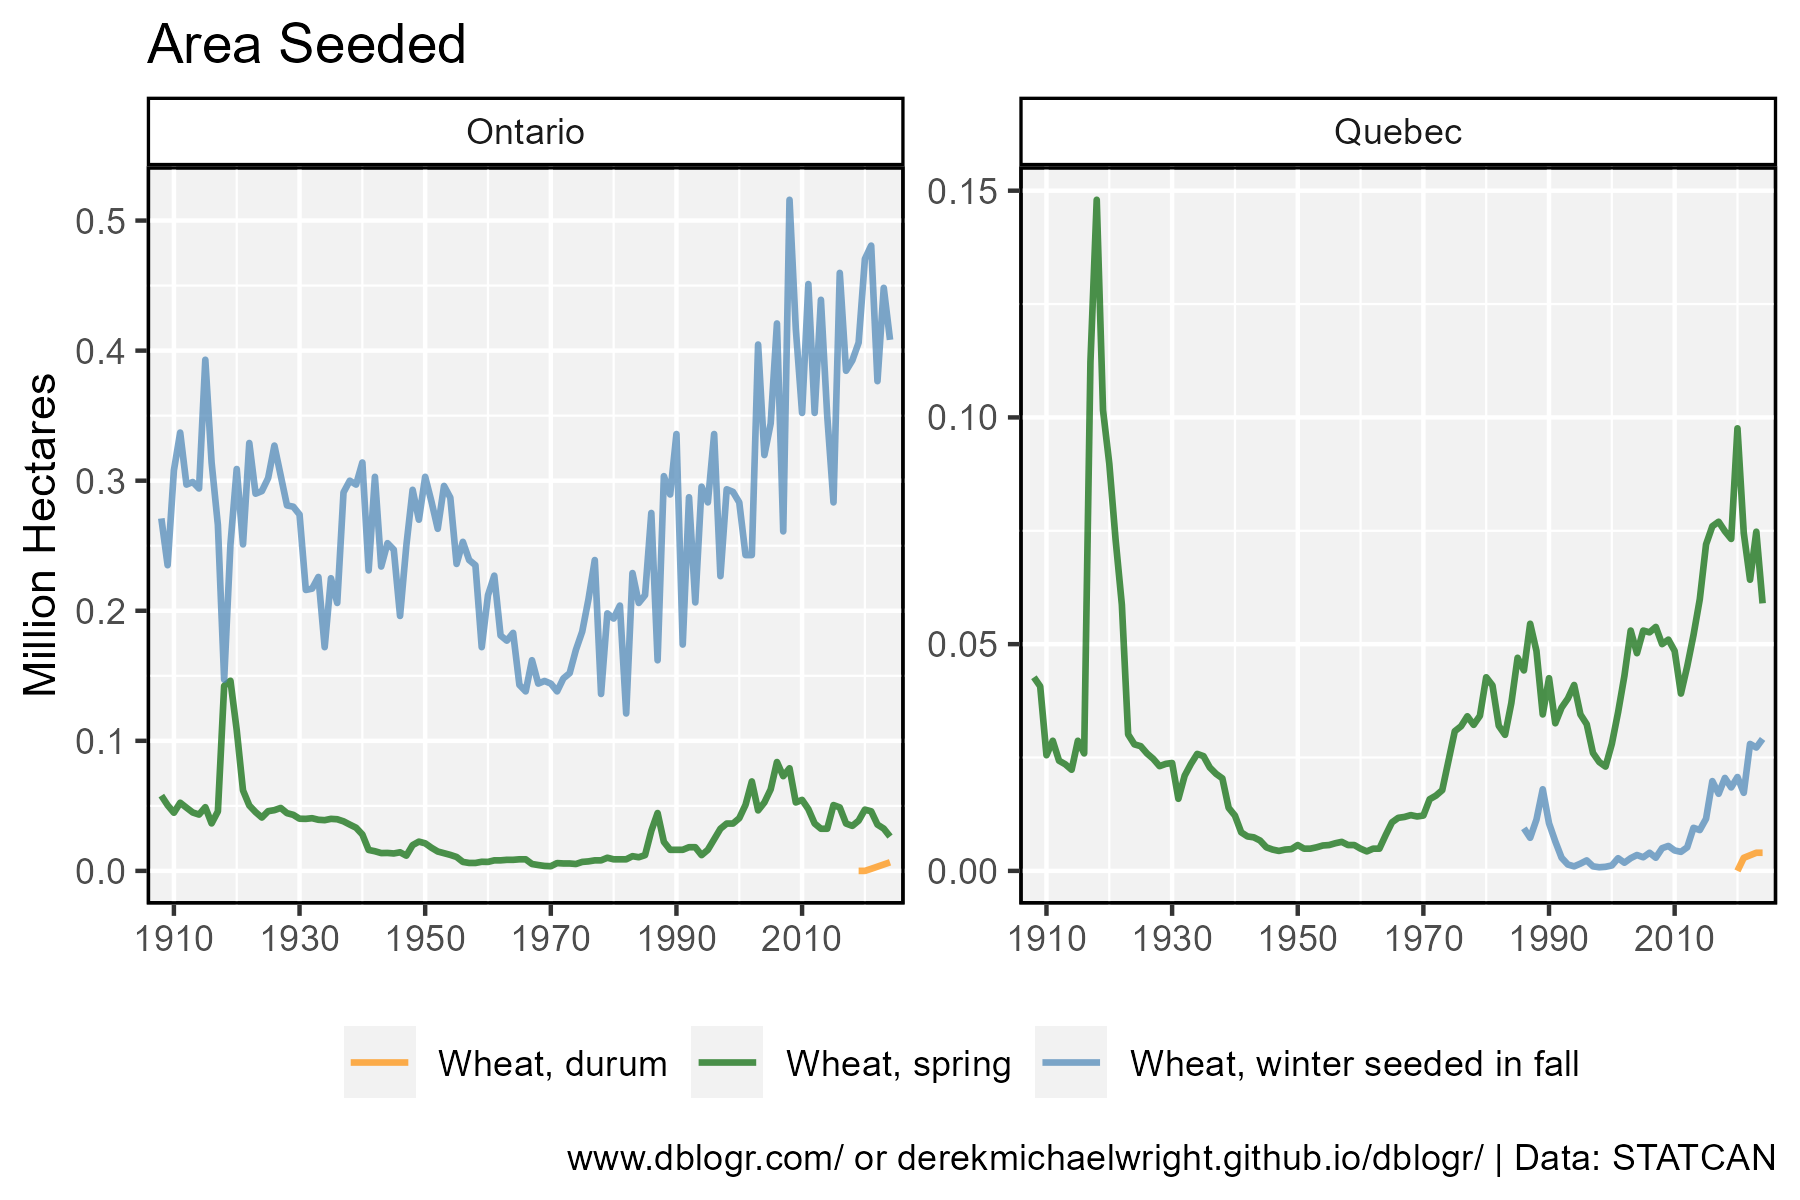 Area Seeded
Ontario
Quebec
Million Hectares
0.5
0.4
0.3
0.2
0.1
0.0
0.15
0.10
0.05
0.00
1910 1930 1950 1970 1990 2010
1910 1930 1950 1970 1990 2010
Wheat, durum Wheat, spring Wheat, winter seeded in fall
www.dblogr.com/ or derekmichaelwright.github.io/dblogr/ | Data: STATCAN